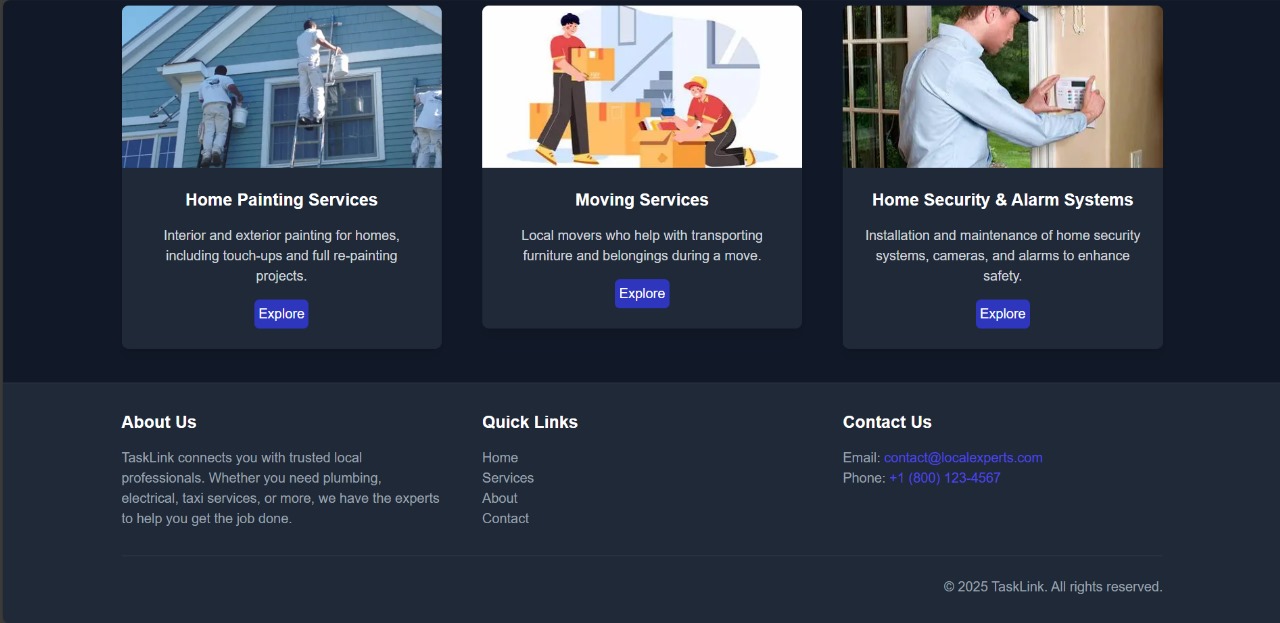 Home Painting Services
Interior and exterior painting for homes,
including touch-ups and full re-painting
projects.
Explore
Moving Services
Local movers who help with transporting
furniture and belongings during a move.
Explore
Home Security & Alarm Systems
Installation and maintenance of home security
systems, cameras, and alarms to enhance
safety.
Explore
About Us
TaskLink connects you with trusted local
professionals. Whether you need plumbing,
electrical, taxi services, or more, we have the experts
to help you get the job done.
Quick Links
Home
Services
About
Contact
Contact Us
Email: contact@localexperts.com
Phone: +1 (800) 123-4567
© 2025 TaskLink. All rights reserved.